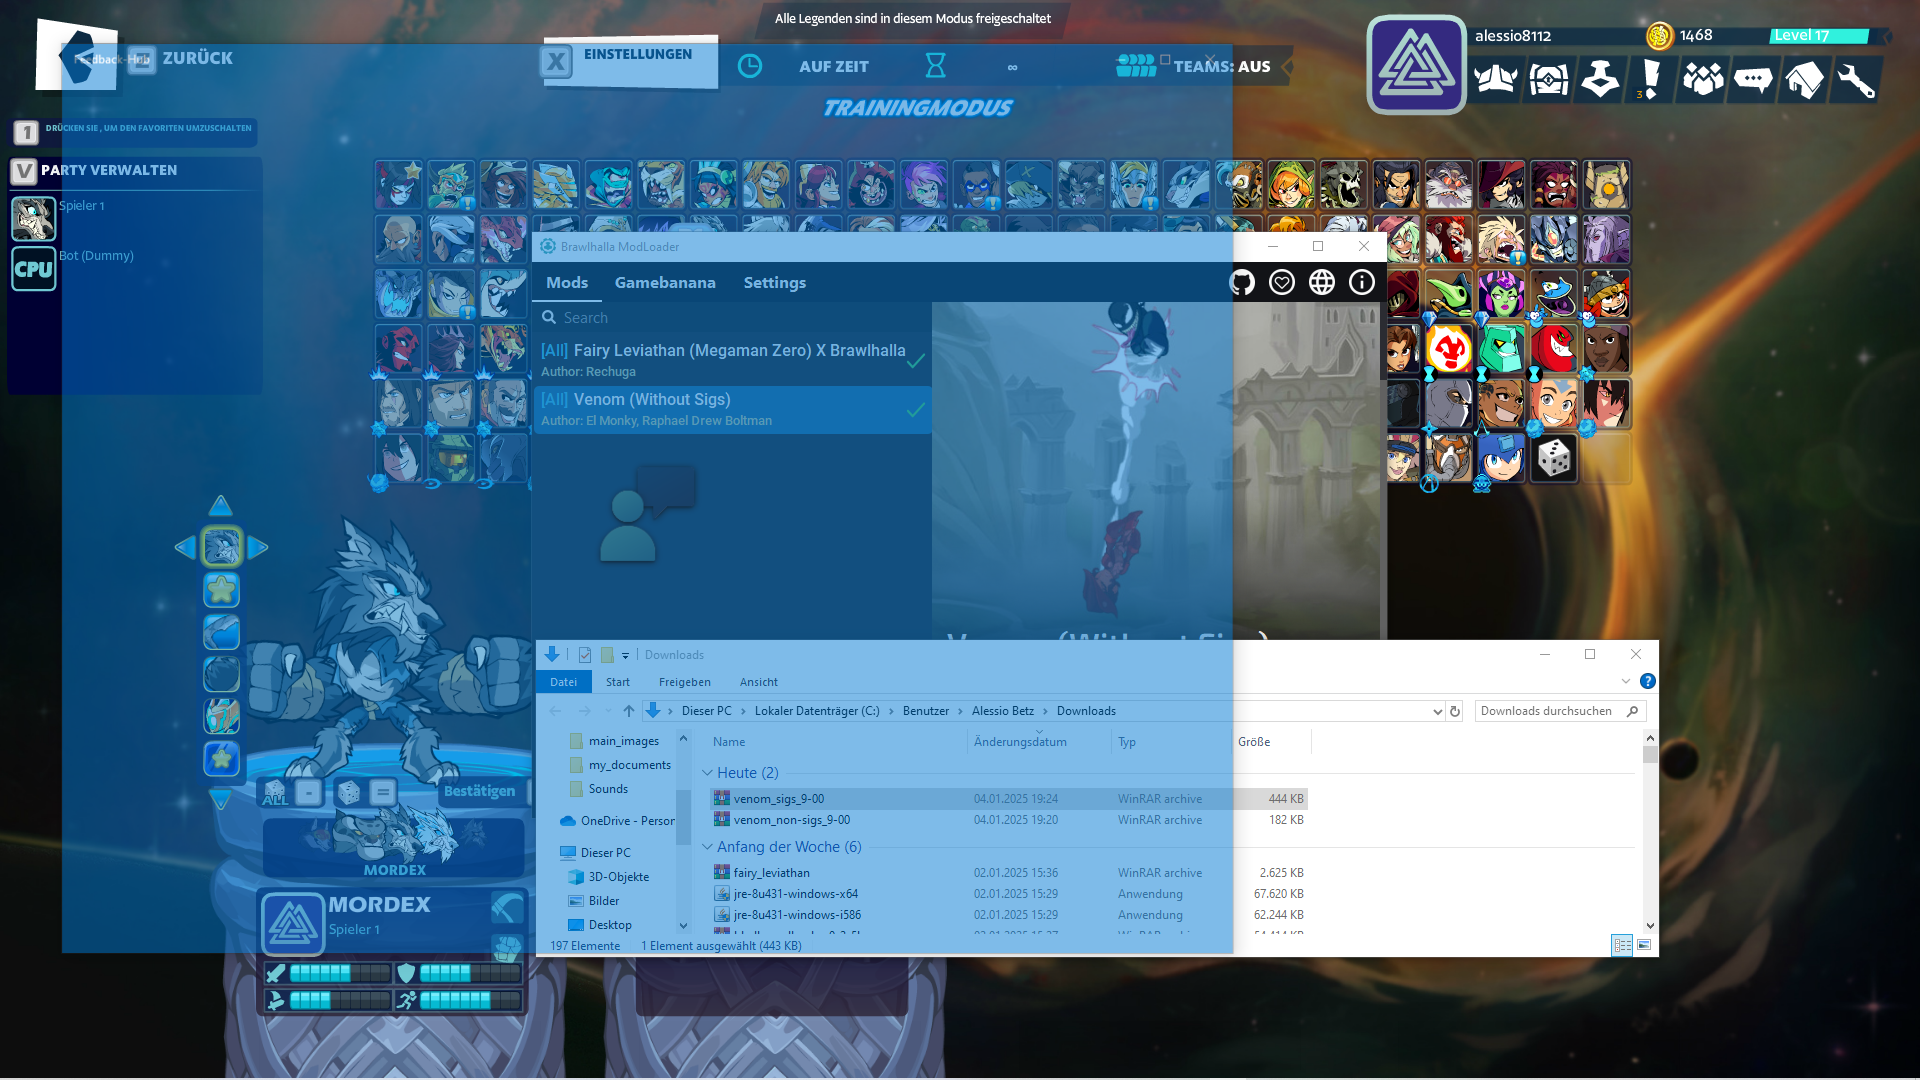 Alle Legenden sind in diesem Modus freigeschaltet
Feedback-Hub
ZURÜCK
X
EINSTELLUNGEN
AUF ZEIT
∞
TEAMS: AUS
alessio8112
1468
Level 17
3
TRAININGMODUS
1
DRÜCKEN SIE , UM DEN FAVORITEN UMZUSCHALTEN
V
PARTY VERWALTEN
Spieler 1
CPU
Bot (Dummy)
Brawlhalla ModLoader
Mods
Gamebanana
Settings
Search
[All] Fairy Leviathan (Megaman Zero) X Brawlhalla
Author: Rechuga
[All] Venom (Without Sigs)
Author: El Monky, Raphael Drew Boltman
Venom (Without Sigs)
ALL
-
=
Bestätigen
MORDEX
MORDEX
Spieler 1
Downloads
Datei
Start
Freigeben
Ansicht
Dieser PC
Lokaler Datenträger (C:)
Benutzer
Alessio Betz
Downloads
Downloads durchsuchen
main_images
my_documents
Sounds
OneDrive - Person
Dieser PC
3D-Objekte
Bilder
Desktop
Name
Änderungsdatum
Typ
Größe
Heute (2)
venom_sigs_9-00 04.01.2025 19:24 WinRAR archive 444 KB
venom_non-sigs_9-00 04.01.2025 19:20 WinRAR archive 182 KB
Anfang der Woche (6)
fairy_leviathan 02.01.2025 15:36 WinRAR archive 2.625 KB
jre-8u431-windows-x64 02.01.2025 15:29 Anwendung 67.620 KB
jre-8u431-windows-i586 02.01.2025 15:29 Anwendung 62.244 KB
197 Elemente
1 Element ausgewählt (443 KB)